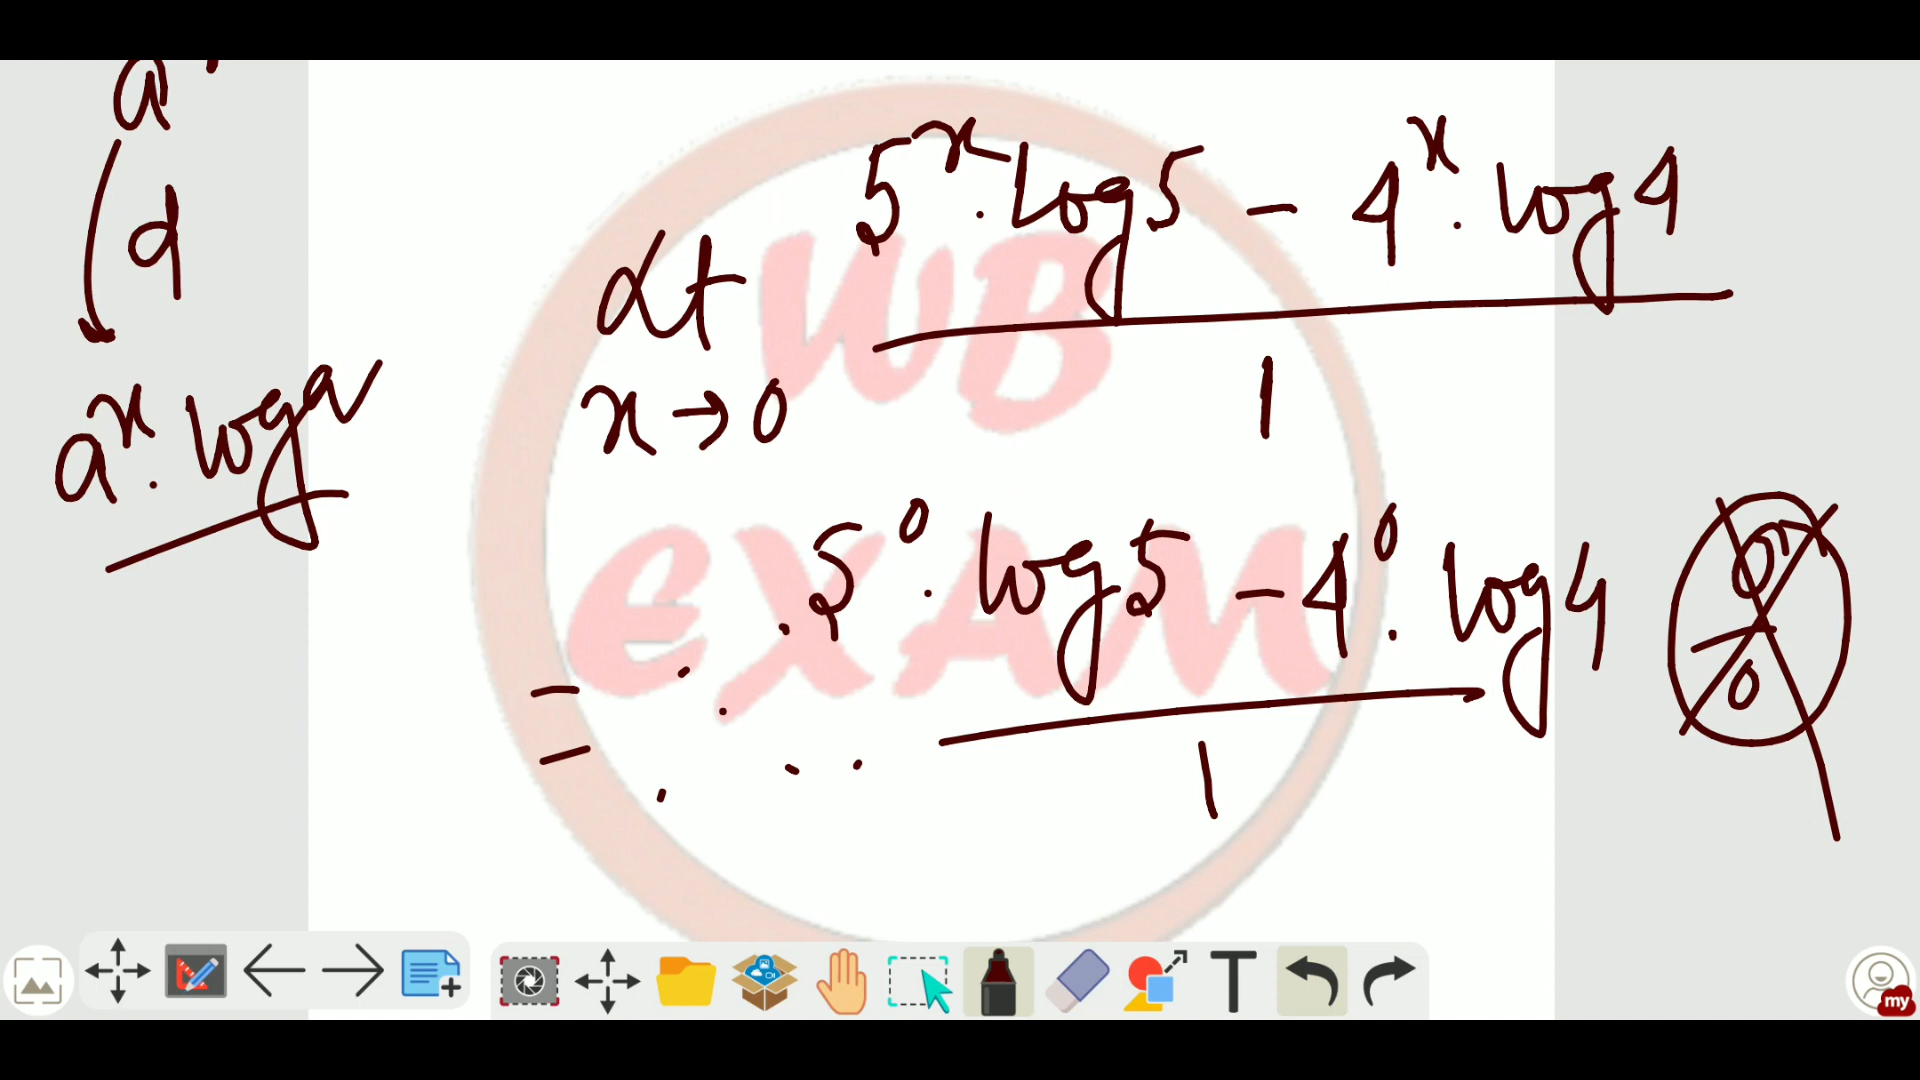 a
d
a^x . log a
5^x . log 5 - 4^x . log 4
Lt
x → 0
1
5^0 . log 5 - 4^0 . log 4
=
1
0
0
WB
EXAM
T
my